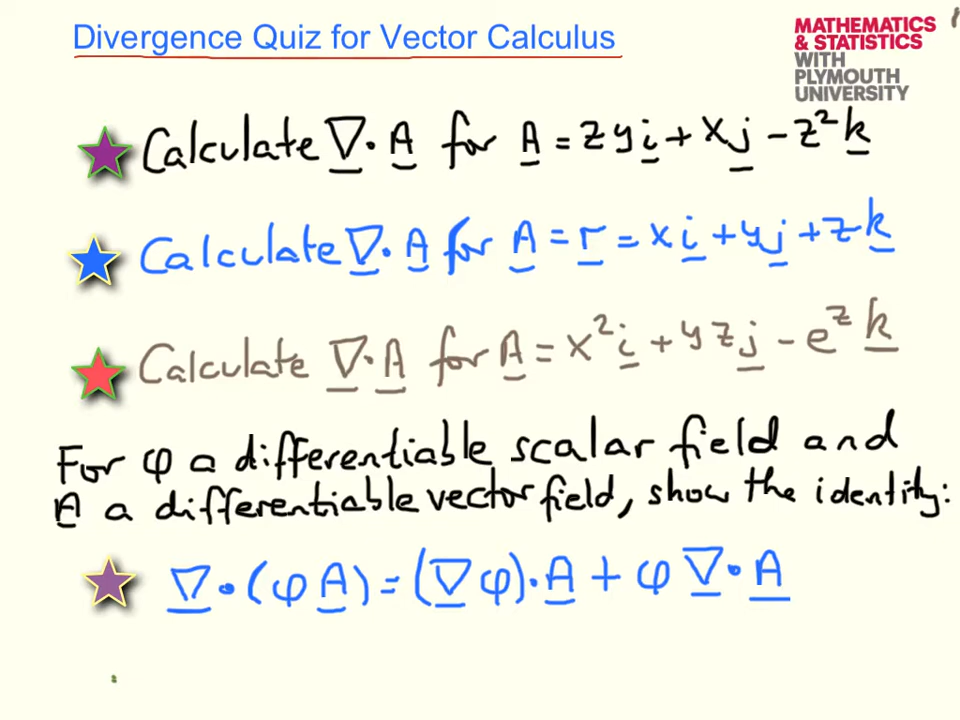 Divergence Quiz for Vector Calculus
MATHEMATICS
& STATISTICS
WITH
PLYMOUTH
UNIVERSITY
Calculate ∇·A for A = zyi + xj − z²k
Calculate ∇·A for A = r = xi + yj + zk
Calculate ∇·A for A = x²i + yzj − e^z k
For φ a differentiable scalar field and
A a differentiable vector field, show the identity:
∇·(φA) = (∇φ)·A + φ∇·A